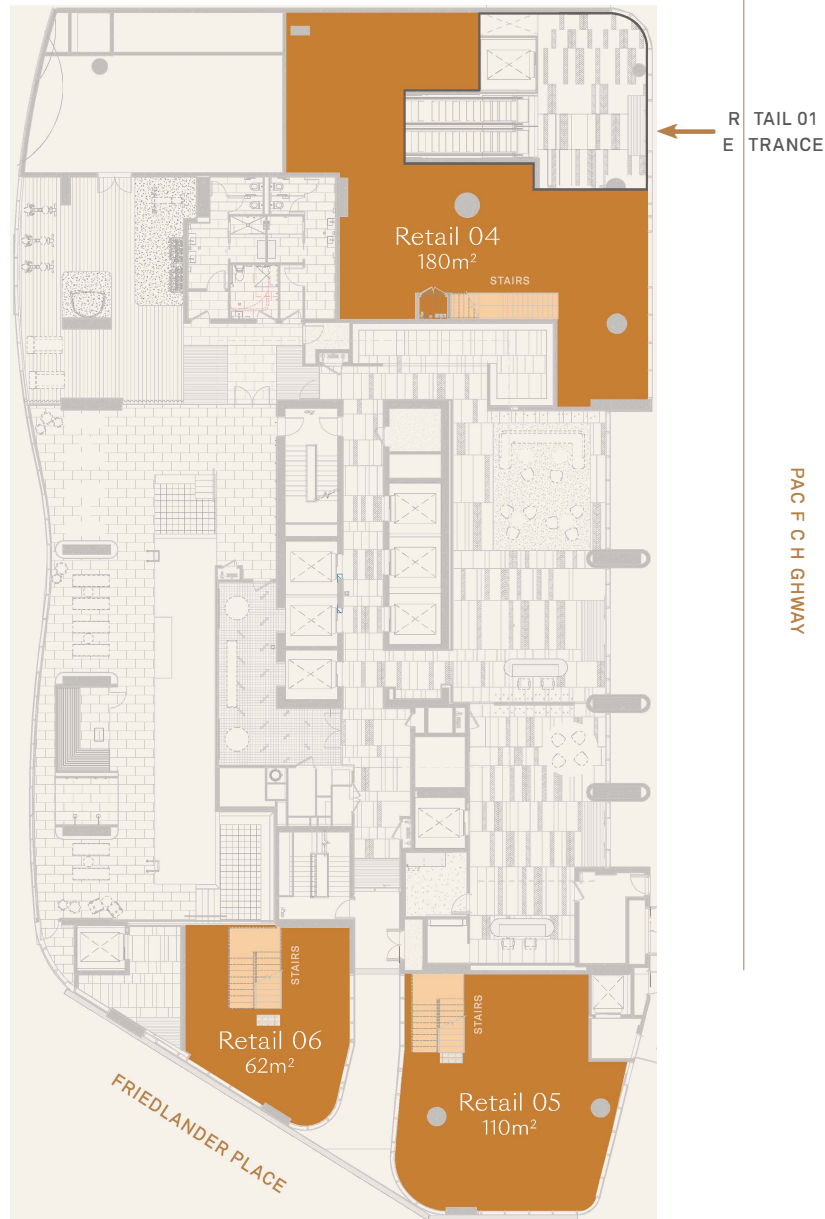 R TAIL 01
E TRANCE
Retail 04
180m²
STAIRS
PAC F C H GHWAY
STAIRS
Retail 06
62m²
STAIRS
Retail 05
110m²
FRIEDLANDER PLACE